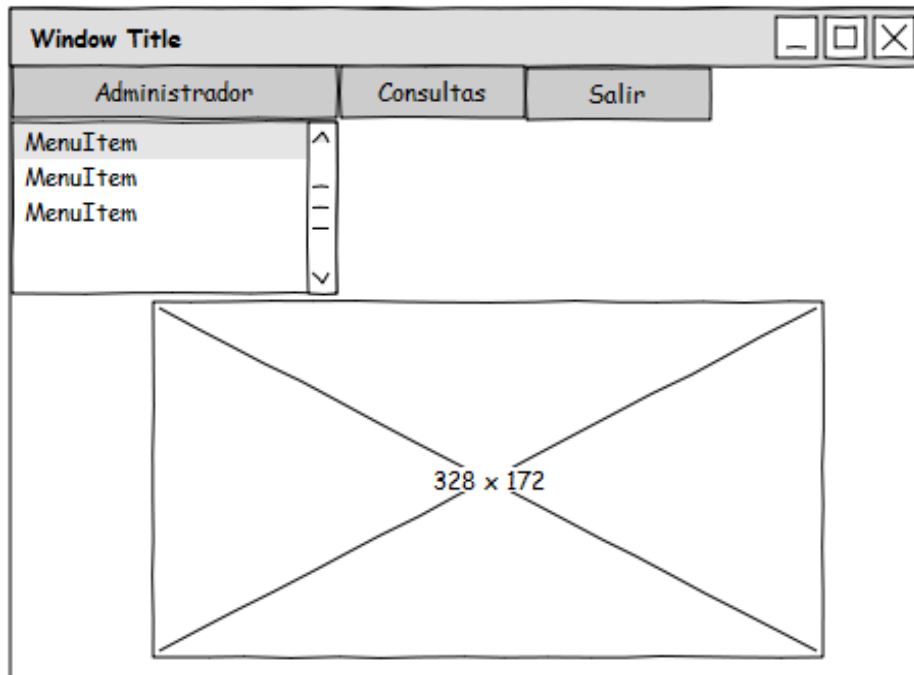 Window Title
Administrador Consultas Salir
MenuItem
MenuItem
MenuItem
328 x 172